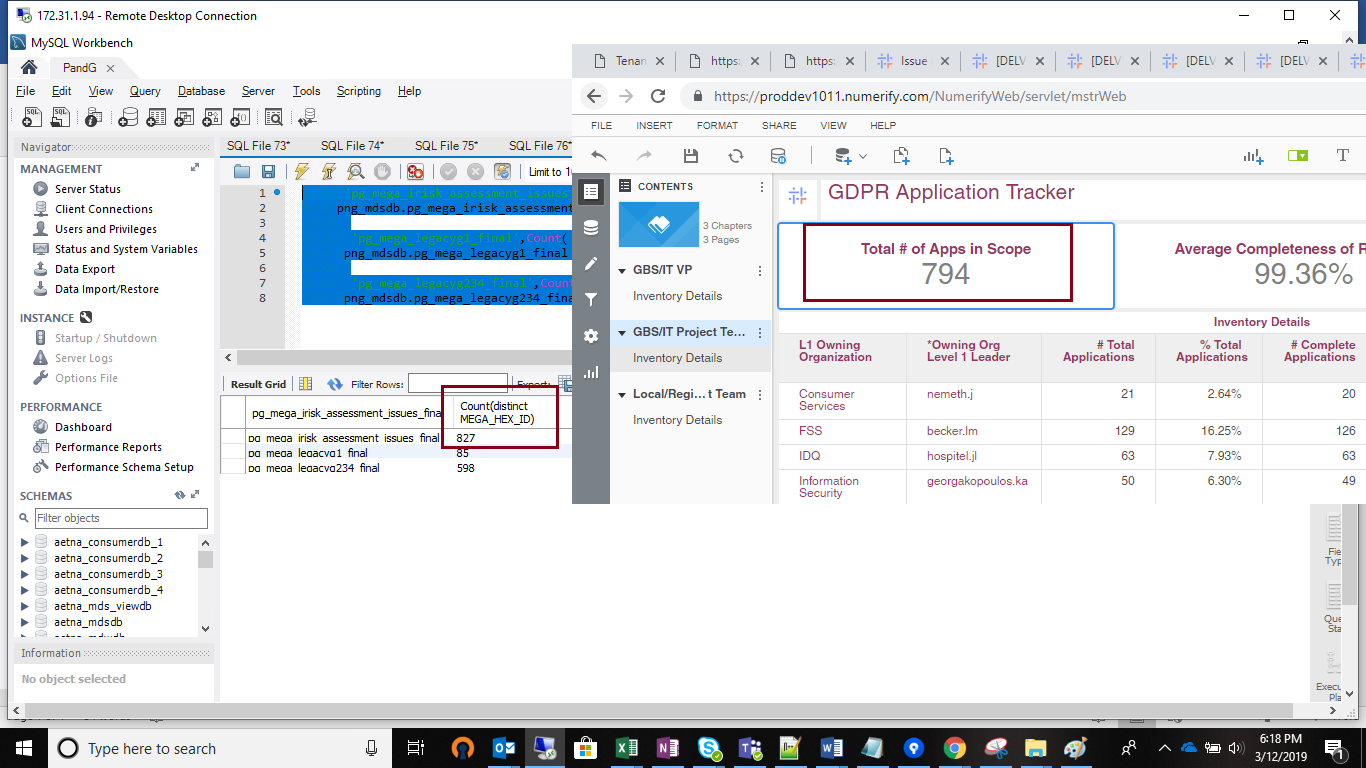 172.31.1.94 - Remote Desktop Connection
MySQL Workbench
PandG
File Edit View Query Database Server Tools Scripting Help
Navigator
MANAGEMENT
Server Status
Client Connections
Users and Privileges
Status and System Variables
Data Export
Data Import/Restore
INSTANCE
Startup / Shutdown
Server Logs
Options File
PERFORMANCE
Dashboard
Performance Reports
Performance Schema Setup
SCHEMAS
Filter objects
aetna_consumerdb_1
aetna_consumerdb_2
aetna_consumerdb_3
aetna_consumerdb_4
aetna_mds_viewdb
aetna_mdsdb
aetna_mdwdb
Information
No object selected
SQL File 73* SQL File 74* SQL File 75* SQL File 76*
Limit to 10
1 'pg_mega_irisk_assessment_issues
2 png_mdsdb.pg_mega_irisk_assessment
3
4 'pg_mega_legacyg1_final',Count(
5 png_mdsdb.pg_mega_legacyg1_final
6
7 'pg_mega_legacyg234_final',Count
8 png_mdsdb.pg_mega_legacyg234_fina
Result Grid Filter Rows: Export:
pg_mega_irisk_assessment_issues_fina Count(distinct
MEGA_HEX_ID)
pg_mega_irisk_assessment_issues_final 827
pg_mega_legacyg1_final 85
pg_mega_legacyg234_final 598
Tenan https: https: Issue [DELV [DELV [DELV [DELV
https://proddev1011.numerify.com/NumerifyWeb/servlet/mstrWeb
FILE INSERT FORMAT SHARE VIEW HELP
T
CONTENTS
3 Chapters
3 Pages
GBS/IT VP
Inventory Details
GBS/IT Project Te...
Inventory Details
Local/Regi... t Team
Inventory Details
GDPR Application Tracker
Total # of Apps in Scope
794
Average Completeness of R
99.36%
Inventory Details
L1 Owning Organization *Owning Org Level 1 Leader # Total Applications % Total Applications # Complete Applications
Consumer Services nemeth.j 21 2.64% 20
FSS becker.lm 129 16.25% 126
IDQ hospitel.jl 63 7.93% 63
Information Security georgakopoulos.ka 50 6.30% 49
Fie
Typ
Que
Sta
Execu
Pla
Type here to search
6:18 PM
3/12/2019
1